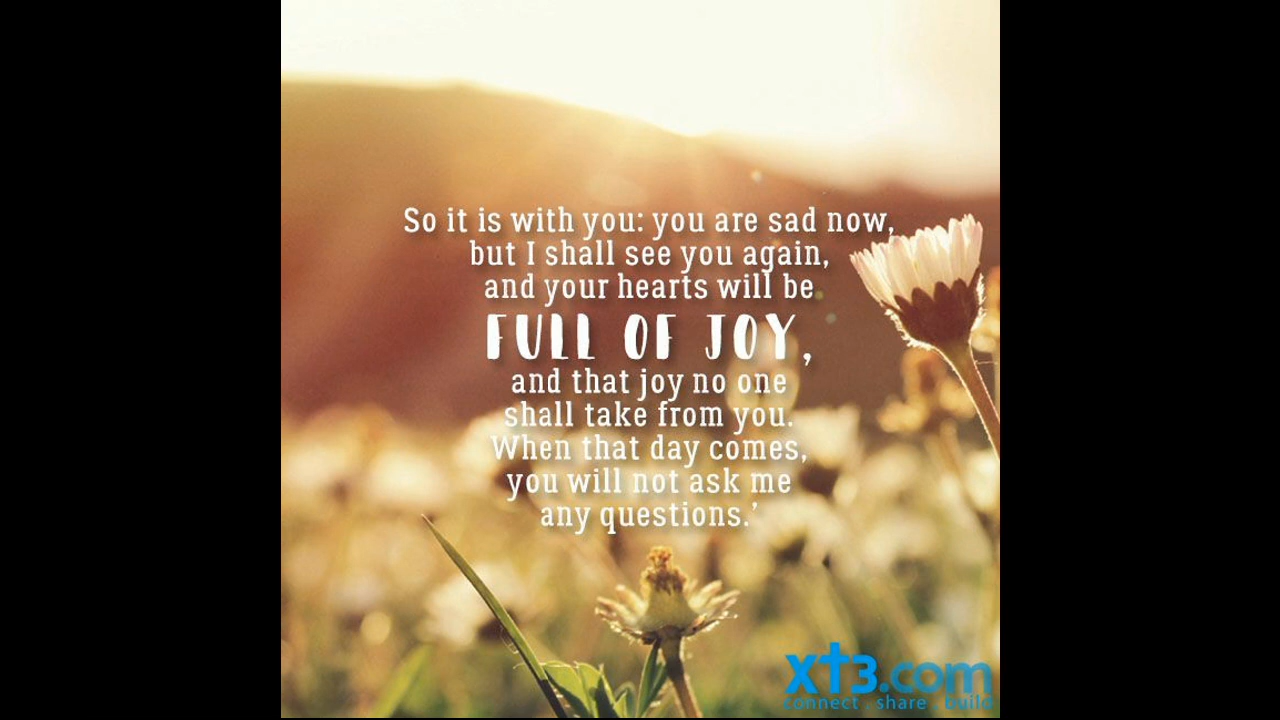 So it is with you: you are sad now,
but I shall see you again,
and your hearts will be
FULL OF JOY,
and that joy no one
shall take from you.
When that day comes,
you will not ask me
any questions.’
xt3.com
connect . share . build